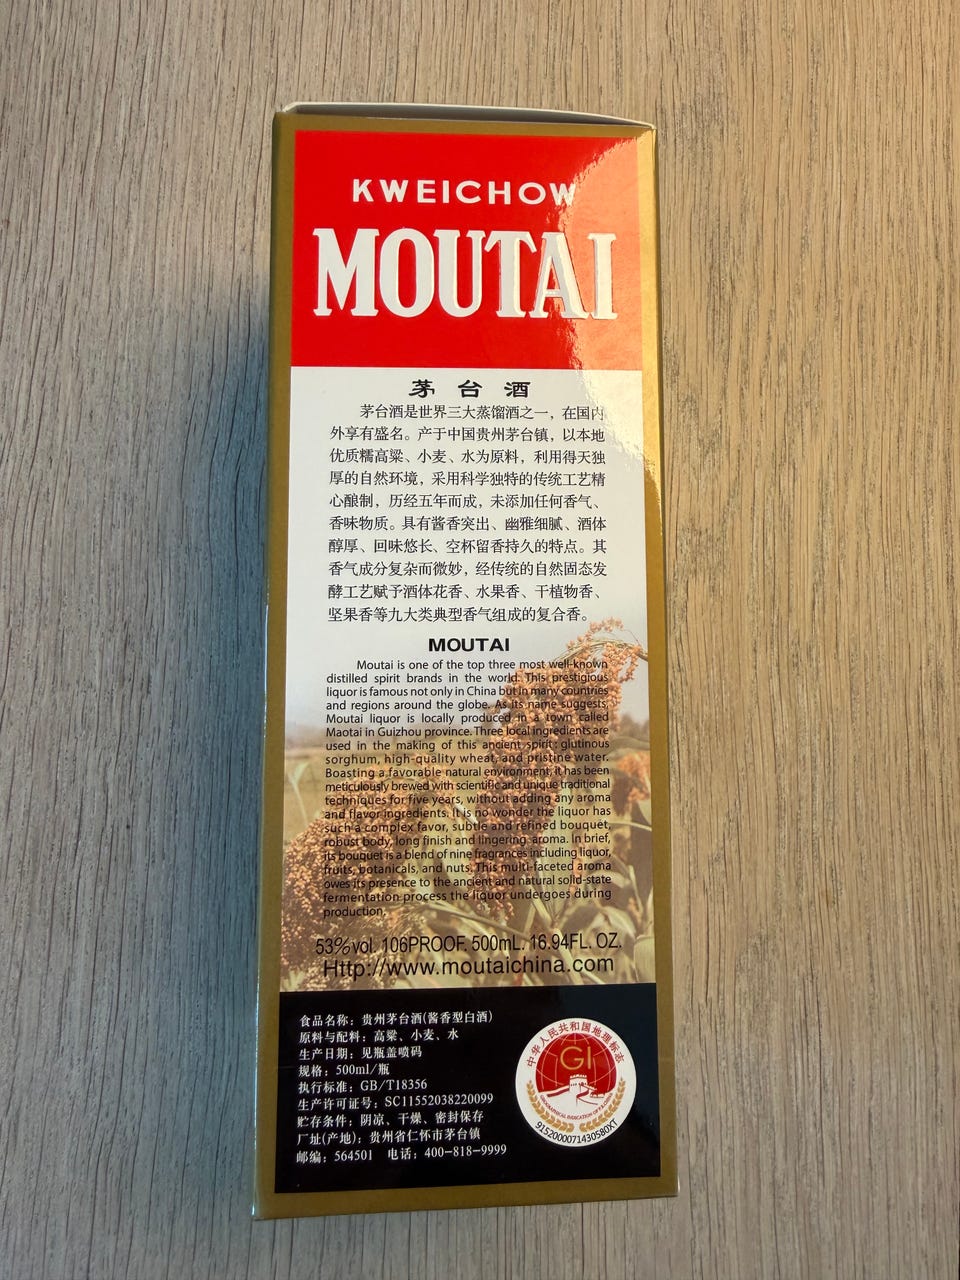 KWEICHOW
MOUTAI
茅台酒
茅台酒是世界三大蒸馏酒之一，在国内
外享有盛名。产于中国贵州茅台镇，以本地
优质糯高粱、小麦、水为原料，利用得天独
厚的自然环境，采用科学独特的传统工艺精
心酿制，历经五年而成，未添加任何香气、
香味物质。具有酱香突出、幽雅细腻、酒体
醇厚、回味悠长、空杯留香持久的特点。其
香气成分复杂而微妙，经传统的自然固态发
酵工艺赋予酒体花香、水果香、干植物香、
坚果香等九大类典型香气组成的复合香。
MOUTAI
Moutai is one of the top three most well-known
distilled spirit brands in the world. This prestigious
liquor is famous not only in China but in many countries
and regions around the globe. As its name suggests,
Moutai liquor is locally produced in a town called
Maotai in Guizhou province. Three local ingredients are
used in the making of this ancient spirit: glutinous
sorghum, high-quality wheat, and pristine water.
Boasting a favorable natural environment, it has been
meticulously brewed with scientific and unique traditional
techniques for five years, without adding any aroma
and flavor ingredients. It is no wonder the liquor has
such a complex favor, subtle and refined bouquet,
robust body, long finish and lingering aroma. In brief,
its bouquet is a blend of nine fragrances including liquor,
fruits, botanicals, and nuts. This multi-faceted aroma
owes its presence to the ancient and natural solid-state
fermentation process the liquor undergoes during
production.
53%vol. 106PROOF. 500mL. 16.94FL. OZ.
Http://www.moutaichina.com
食品名称：贵州茅台酒(酱香型白酒)
原料与配料：高粱、小麦、水
生产日期：见瓶盖喷码
规格：500ml/瓶
执行标准：GB/T18356
生产许可证号：SC11552038220099
贮存条件：阴凉、干燥、密封保存
厂址(产地)：贵州省仁怀市茅台镇
邮编：564501 电话：400-818-9999
中华人民共和国地理标志
GI
GEOGRAPHICAL INDICATION OF P.R.CHINA
91520000714305​80XT